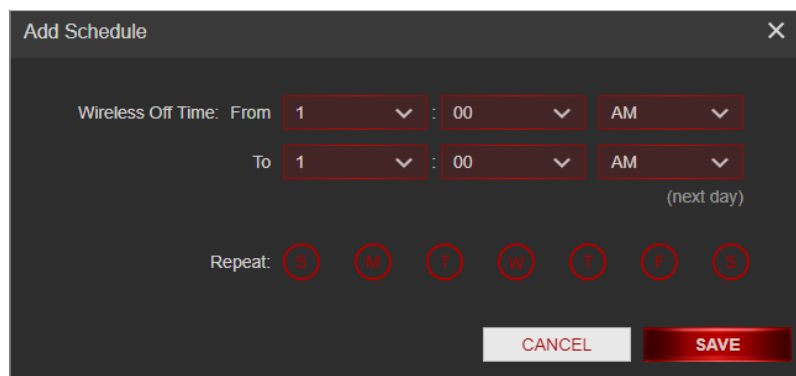 Add Schedule
Wireless Off Time: From 1 : 00 AM
To 1 : 00 AM
(next day)
Repeat: S M T W T F S
CANCEL SAVE